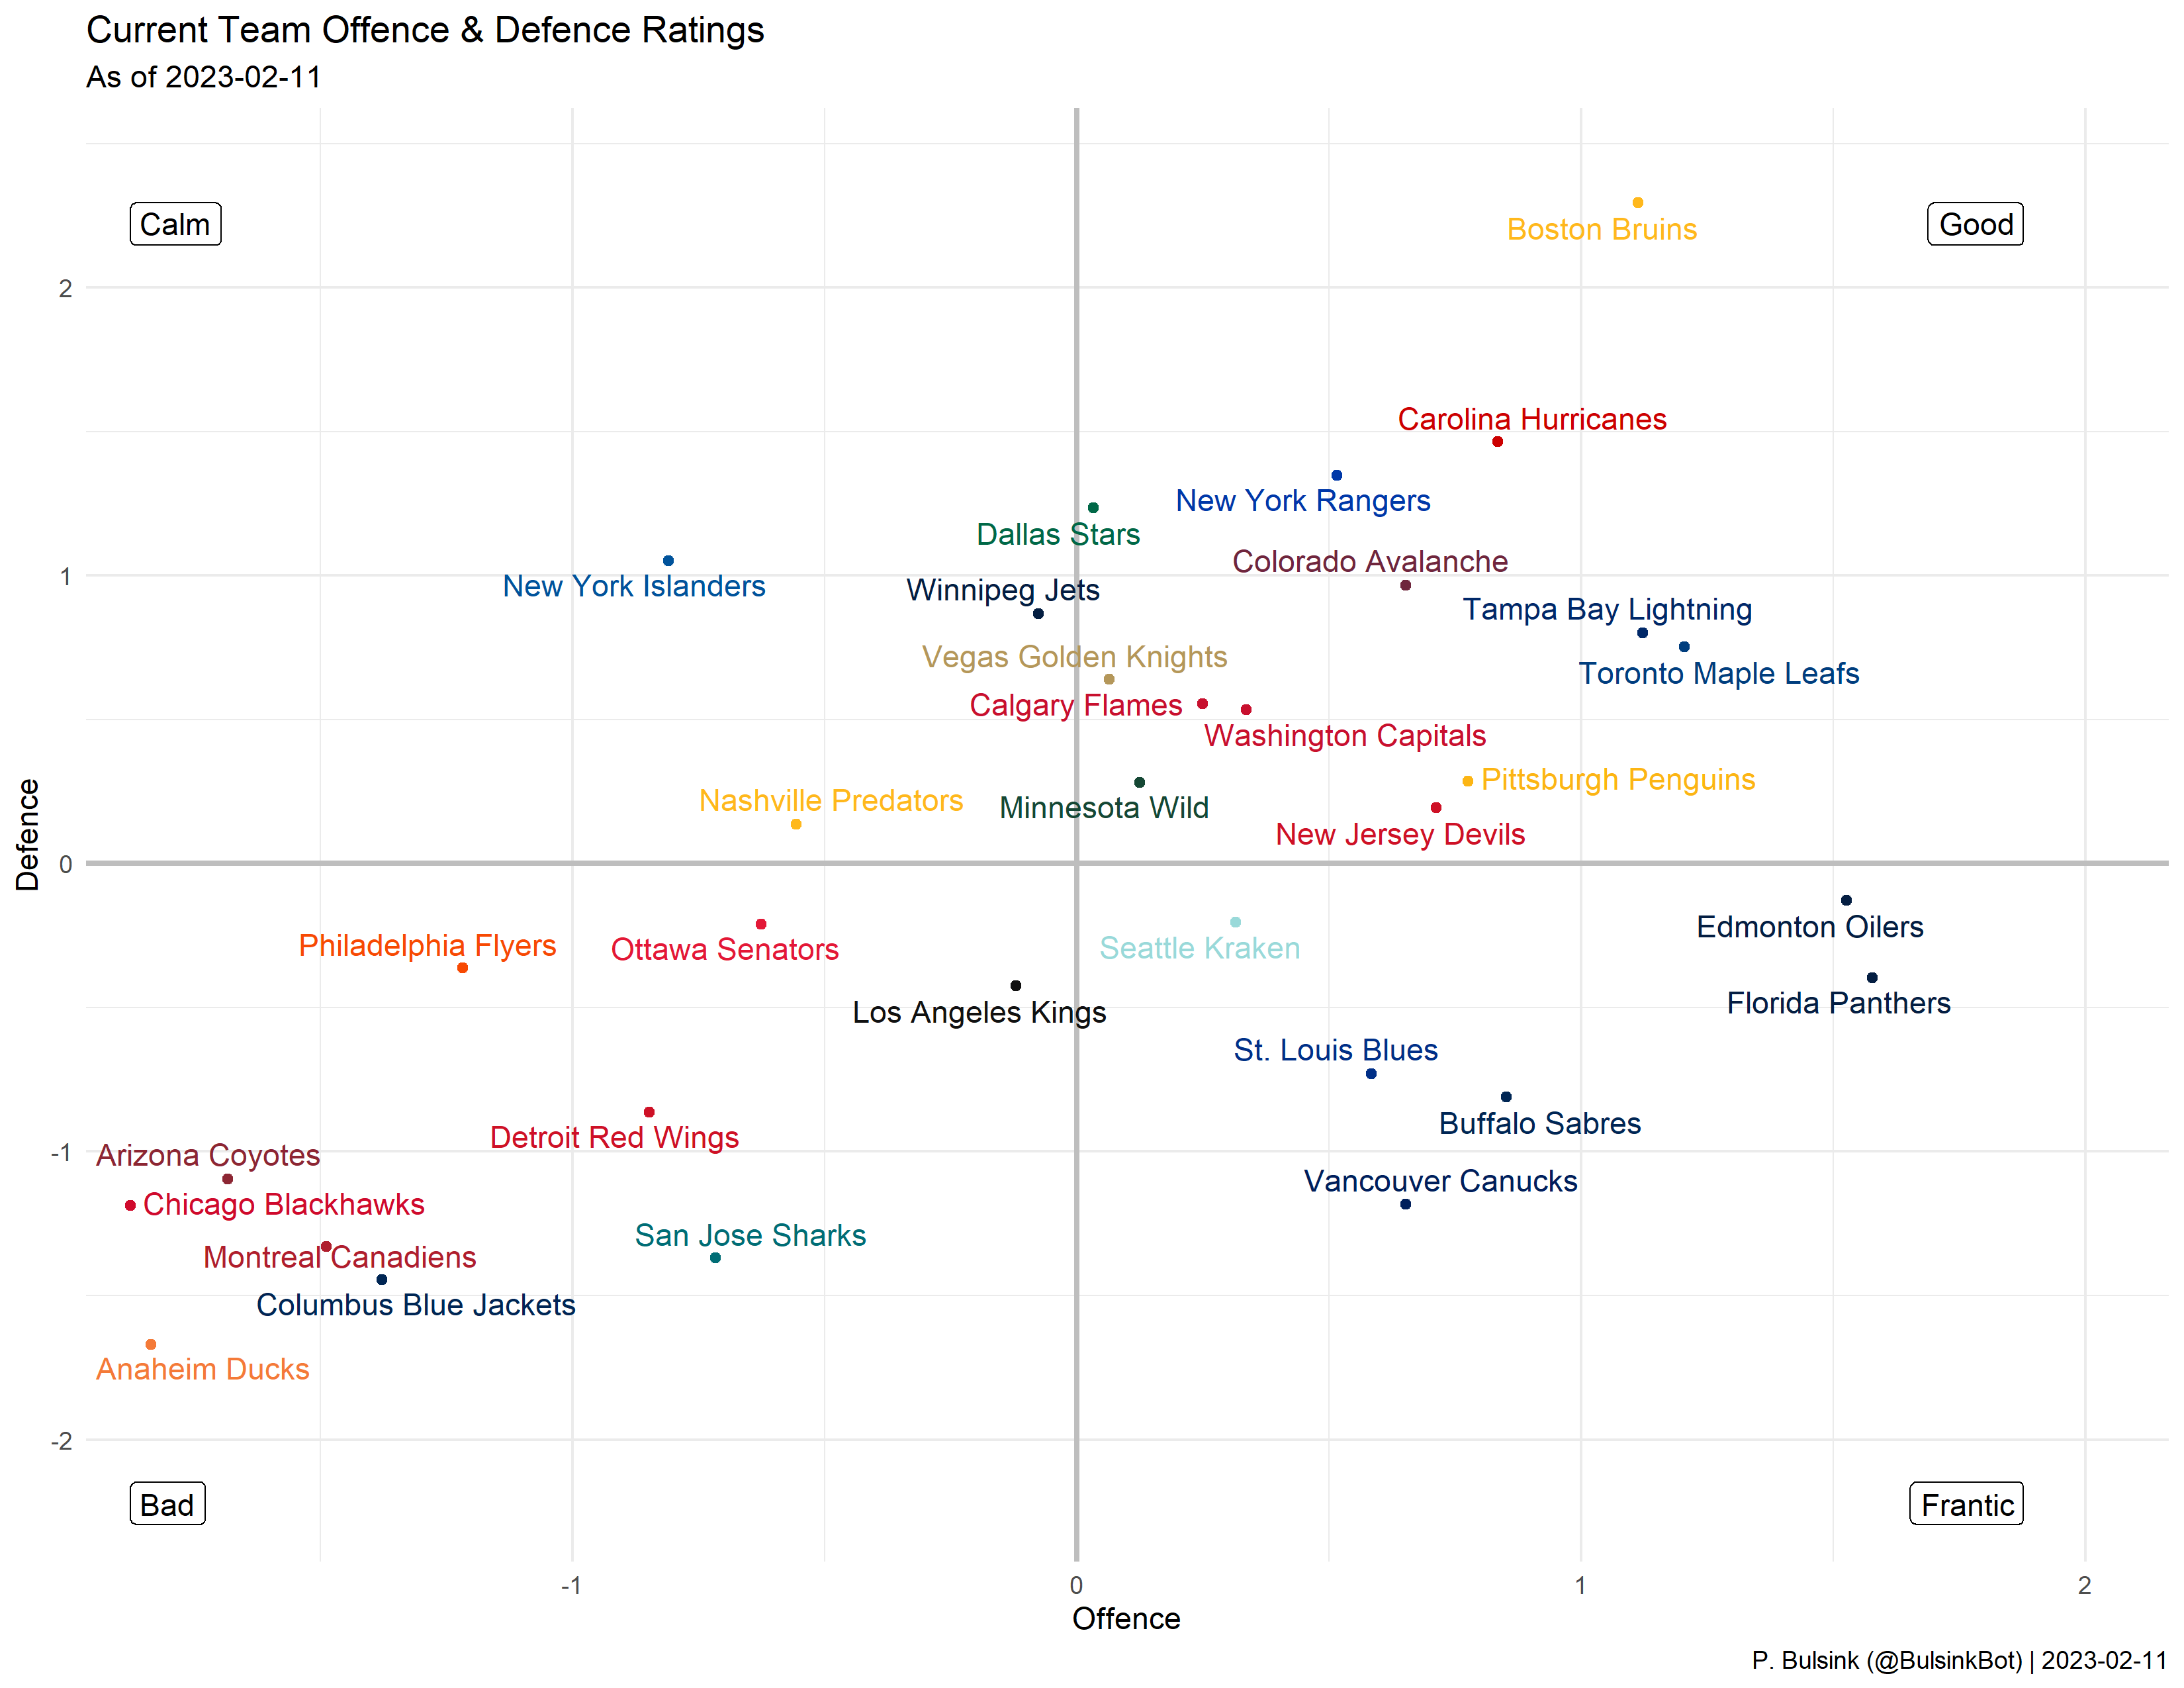 Current Team Offence & Defence Ratings
As of 2023-02-11
Calm
Good
Boston Bruins
2
Carolina Hurricanes
New York Rangers
Dallas Stars
Colorado Avalanche
1
New York Islanders
Winnipeg Jets
Tampa Bay Lightning
Vegas Golden Knights
Toronto Maple Leafs
Calgary Flames
Washington Capitals
Pittsburgh Penguins
Nashville Predators
Minnesota Wild
New Jersey Devils
Defence
0
Edmonton Oilers
Philadelphia Flyers
Ottawa Senators
Seattle Kraken
Florida Panthers
Los Angeles Kings
St. Louis Blues
Buffalo Sabres
Detroit Red Wings
-1
Arizona Coyotes
Vancouver Canucks
Chicago Blackhawks
San Jose Sharks
Montreal Canadiens
Columbus Blue Jackets
Anaheim Ducks
-2
Bad
Frantic
-1
0
1
2
Offence
P. Bulsink (@BulsinkBot) | 2023-02-11